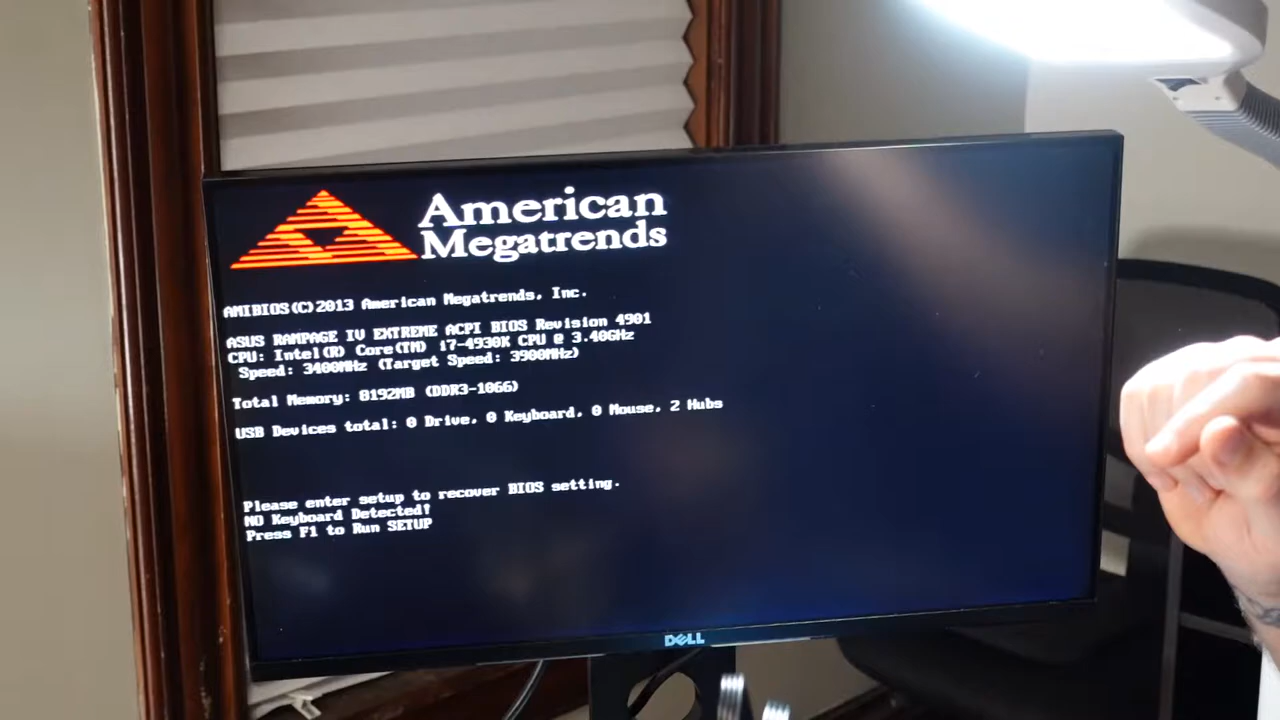 American
Megatrends
AMIBIOS(C)2013 American Megatrends, Inc.
ASUS RAMPAGE IV EXTREME ACPI BIOS Revision 4901
CPU: Intel(R) Core(TM) i7-4930K CPU @ 3.40GHz
Speed: 3400MHz (Target Speed: 3900MHz)
Total Memory: 8192MB (DDR3-1066)
USB Devices total: 0 Drive, 0 Keyboard, 0 Mouse, 2 Hubs
Please enter setup to recover BIOS setting.
NO Keyboard Detected!
Press F1 to Run SETUP
DELL